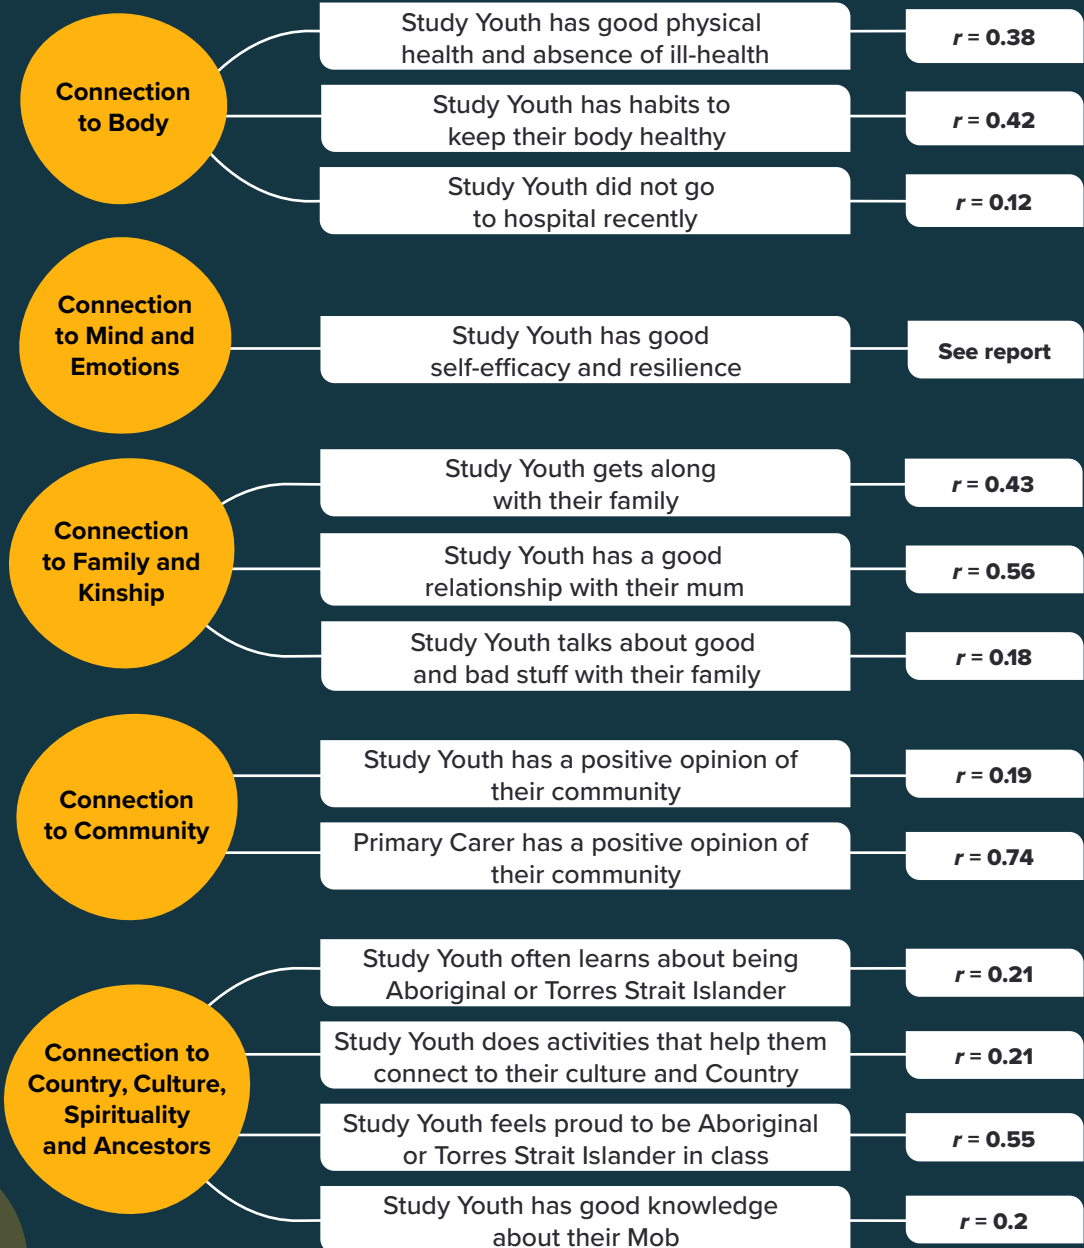 Connection
to Body
Study Youth has good physical
health and absence of ill-health
r = 0.38
Study Youth has habits to
keep their body healthy
r = 0.42
Study Youth did not go
to hospital recently
r = 0.12
Connection
to Mind and
Emotions
Study Youth has good
self-efficacy and resilience
See report
Connection
to Family and
Kinship
Study Youth gets along
with their family
r = 0.43
Study Youth has a good
relationship with their mum
r = 0.56
Study Youth talks about good
and bad stuff with their family
r = 0.18
Connection
to Community
Study Youth has a positive opinion of
their community
r = 0.19
Primary Carer has a positive opinion of
their community
r = 0.74
Connection to
Country, Culture,
Spirituality
and Ancestors
Study Youth often learns about being
Aboriginal or Torres Strait Islander
r = 0.21
Study Youth does activities that help them
connect to their culture and Country
r = 0.21
Study Youth feels proud to be Aboriginal
or Torres Strait Islander in class
r = 0.55
Study Youth has good knowledge
about their Mob
r = 0.2